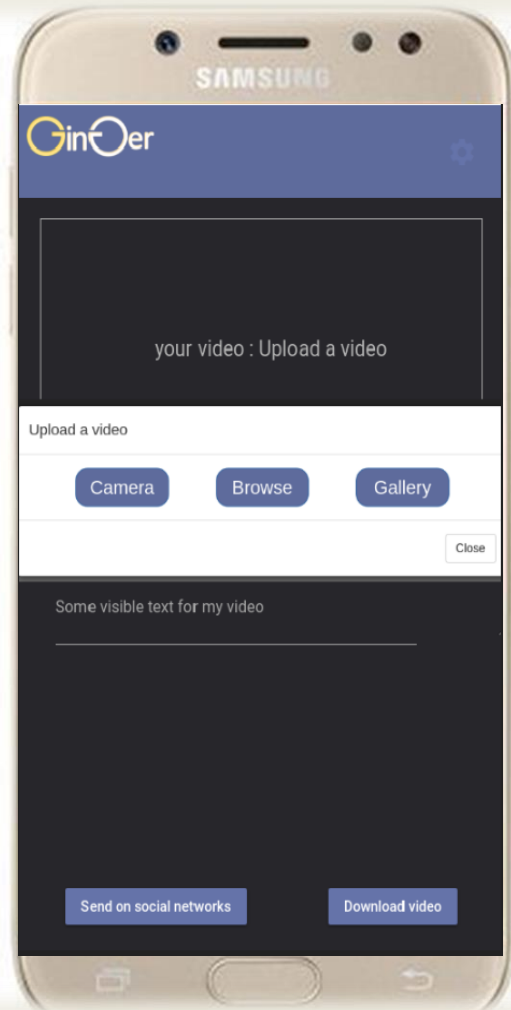 SAMSUNG
GinGer
your video : Upload a video
Upload a video
Camera Browse Gallery
Close
Some visible text for my video
Send on social networks Download video